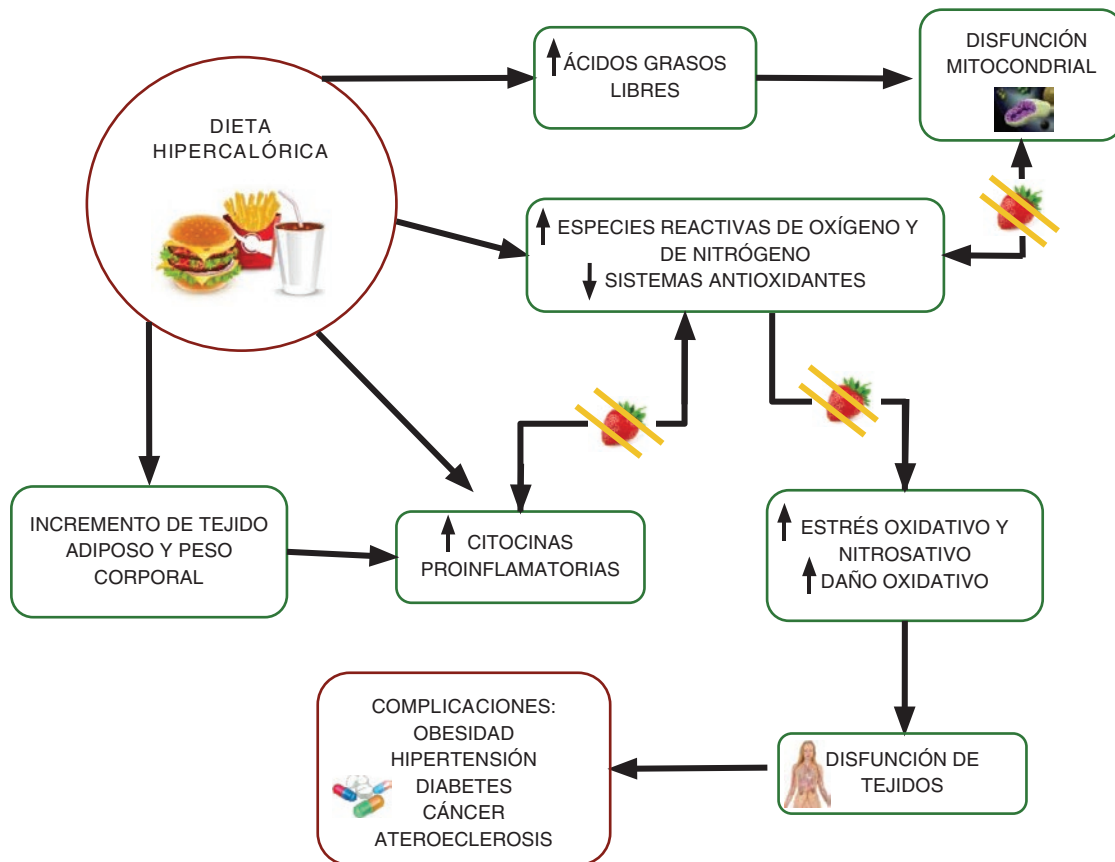 DIETA
HIPERCALÓRICA
ÁCIDOS GRASOS
LIBRES
DISFUNCIÓN
MITOCONDRIAL
ESPECIES REACTIVAS DE OXÍGENO Y
DE NITRÓGENO
SISTEMAS ANTIOXIDANTES
INCREMENTO DE TEJIDO
ADIPOSO Y PESO
CORPORAL
CITOCINAS
PROINFLAMATORIAS
ESTRÉS OXIDATIVO Y
NITROSATIVO
DAÑO OXIDATIVO
COMPLICACIONES:
OBESIDAD
HIPERTENSIÓN
DIABETES
CÁNCER
ATEROECLEROSIS
DISFUNCIÓN DE
TEJIDOS